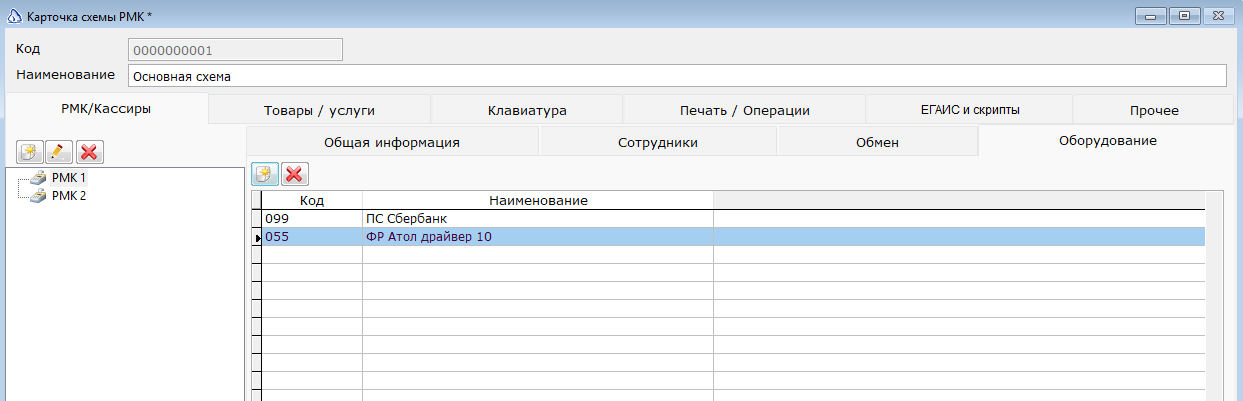 Карточка схемы РМК *
Код
0000000001
Наименование
Основная схема
РМК/Кассиры
Товары / услуги
Клавиатура
Печать / Операции
ЕГАИС и скрипты
Прочее
Общая информация
Сотрудники
Обмен
Оборудование
РМК 1
РМК 2
Код Наименование
099 ПС Сбербанк
055 ФР Атол драйвер 10